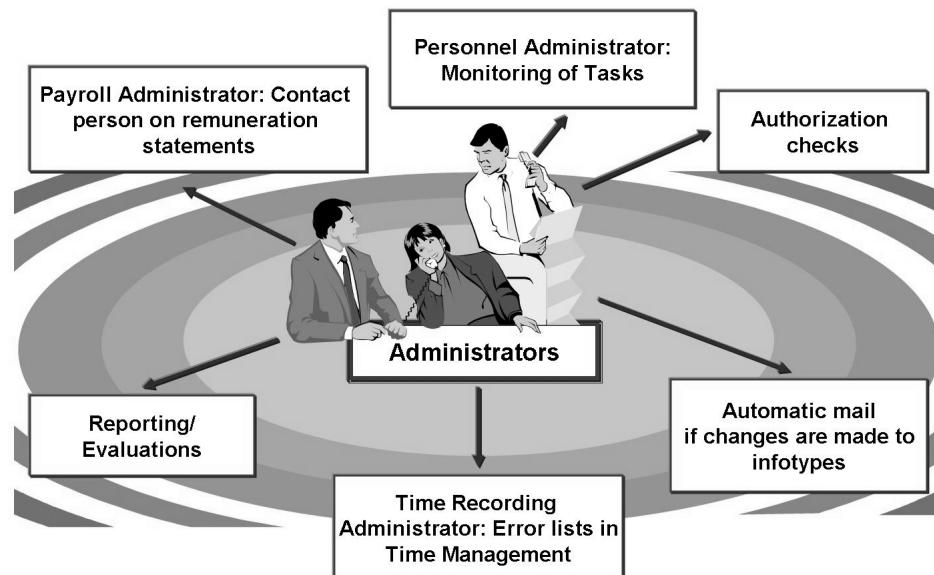 Personnel Administrator:
Monitoring of Tasks
Payroll Administrator: Contact
person on remuneration
statements
Authorization
checks
Administrators
Reporting/
Evaluations
Automatic mail
if changes are made to
infotypes
Time Recording
Administrator: Error lists in
Time Management